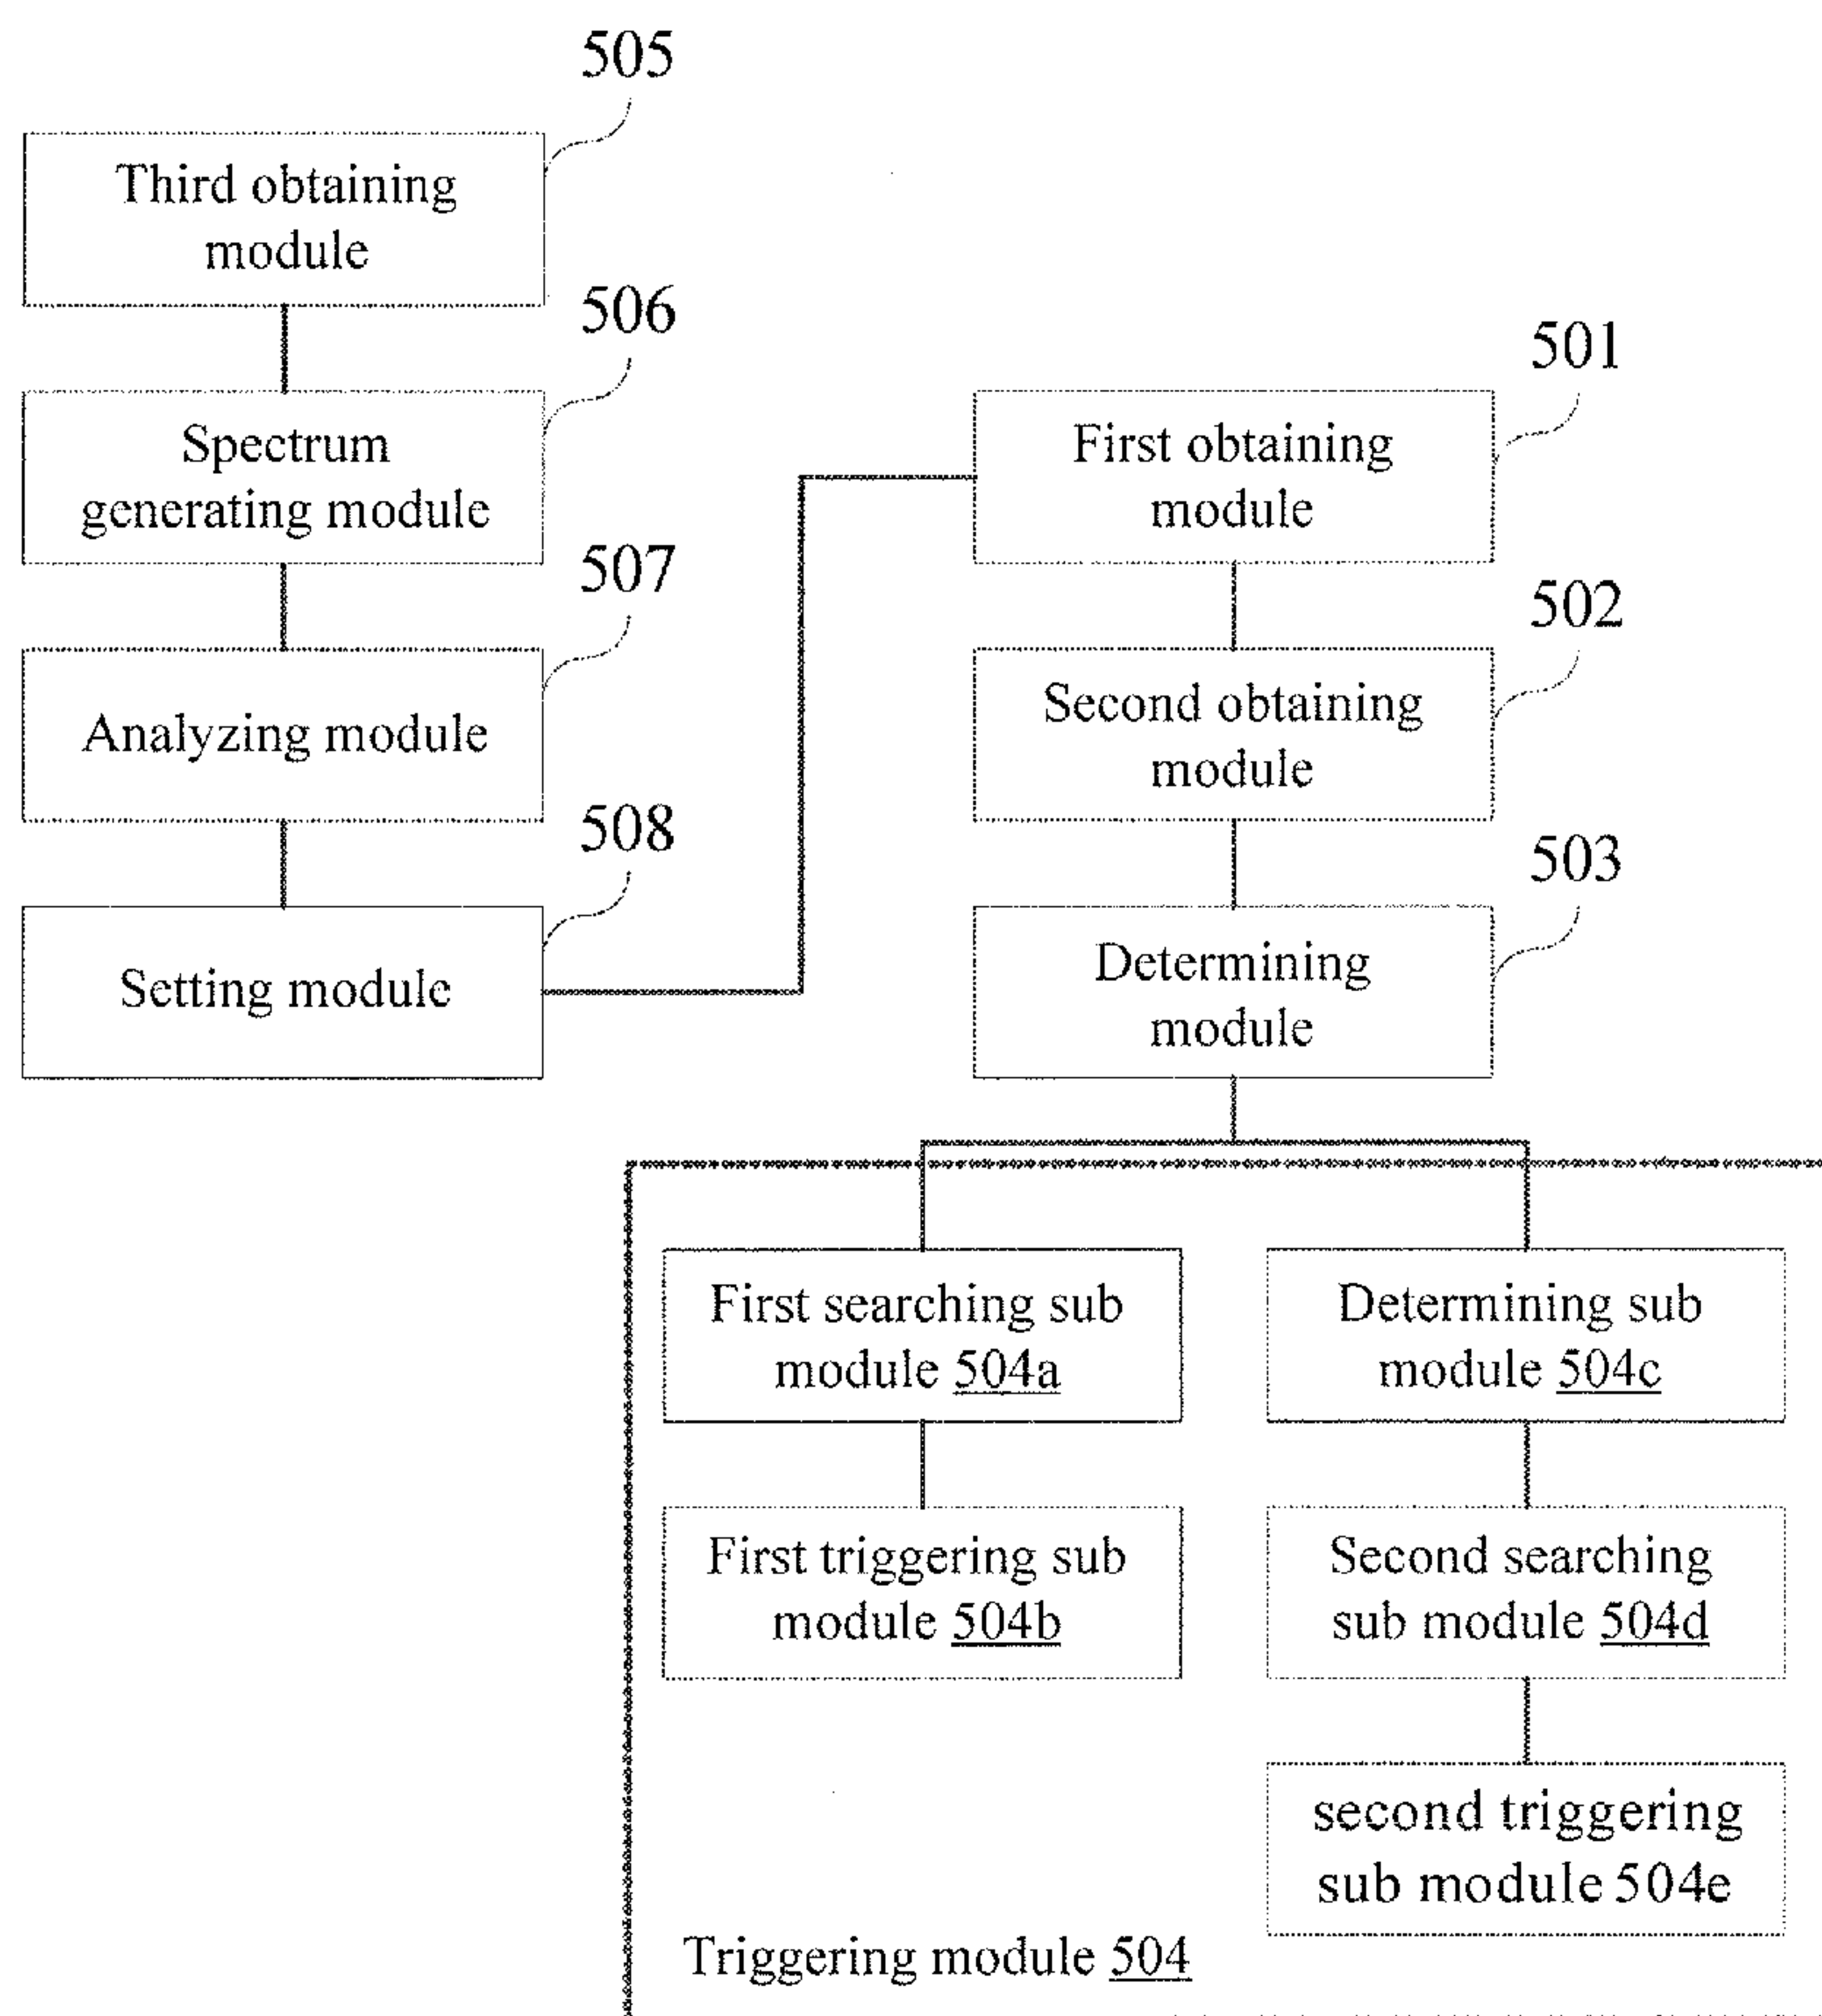 505
Third obtaining
module
506
Spectrum
generating module
507
Analyzing module
508
Setting module
501
First obtaining
module
502
Second obtaining
module
503
Determining
module
First searching sub
module 504a
First triggering sub
module 504b
Determining sub
module 504c
Second searching
sub module 504d
second triggering
sub module 504e
Triggering module 504